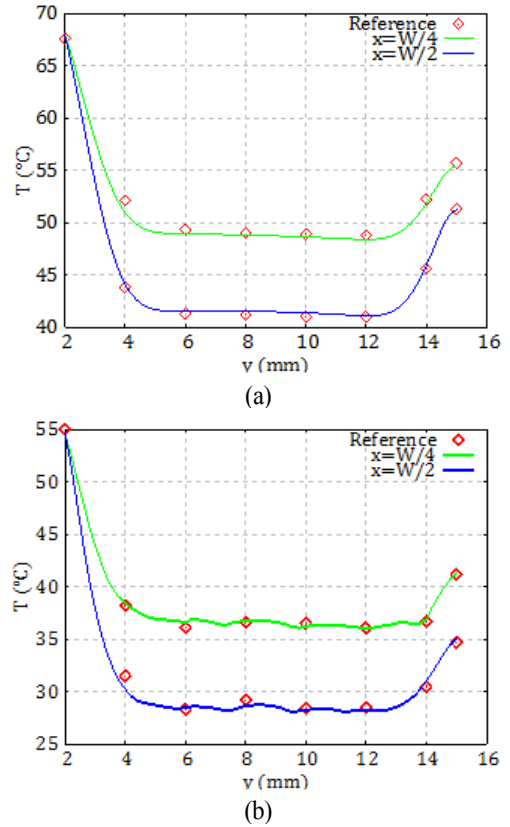 70
65
60
55
50
45
40
T (°C)
Reference
x=W/4
x=W/2
2 4 6 8 10 12 14 16
y (mm)
(a)
55
50
45
40
35
30
25
T (°C)
Reference
x=W/4
x=W/2
2 4 6 8 10 12 14 16
y (mm)
(b)